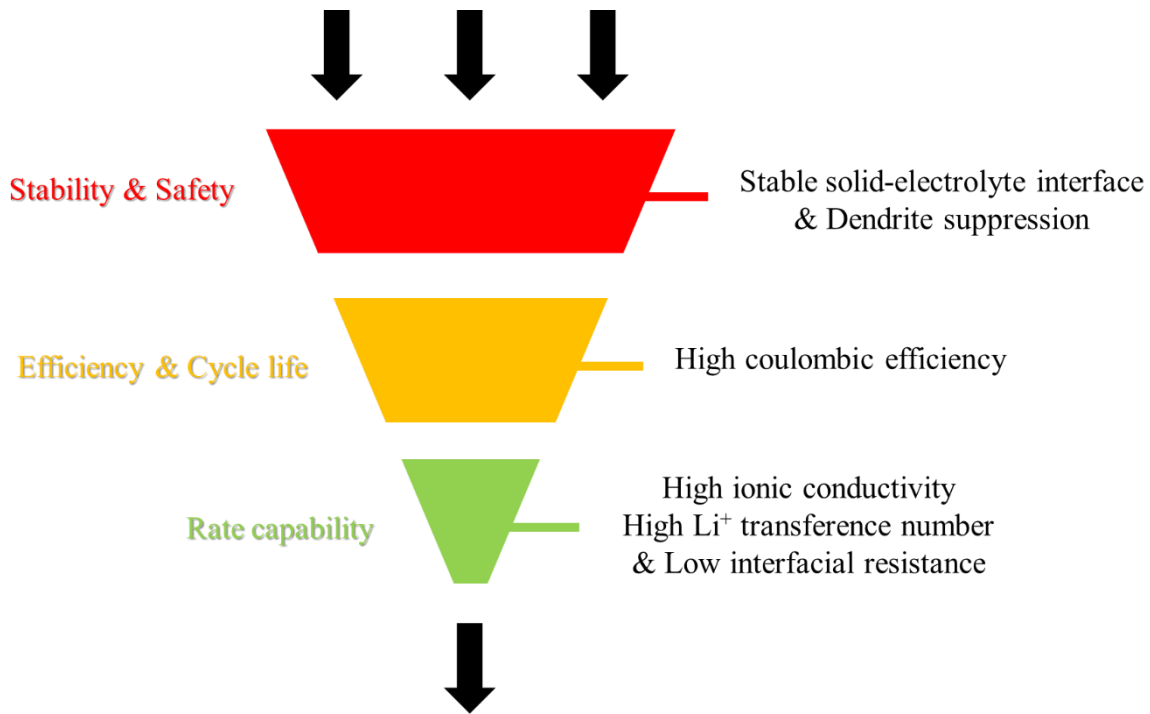 Stability & Safety
Stable solid-electrolyte interface
& Dendrite suppression
Efficiency & Cycle life
High coulombic efficiency
Rate capability
High ionic conductivity
High Li⁺ transference number
& Low interfacial resistance